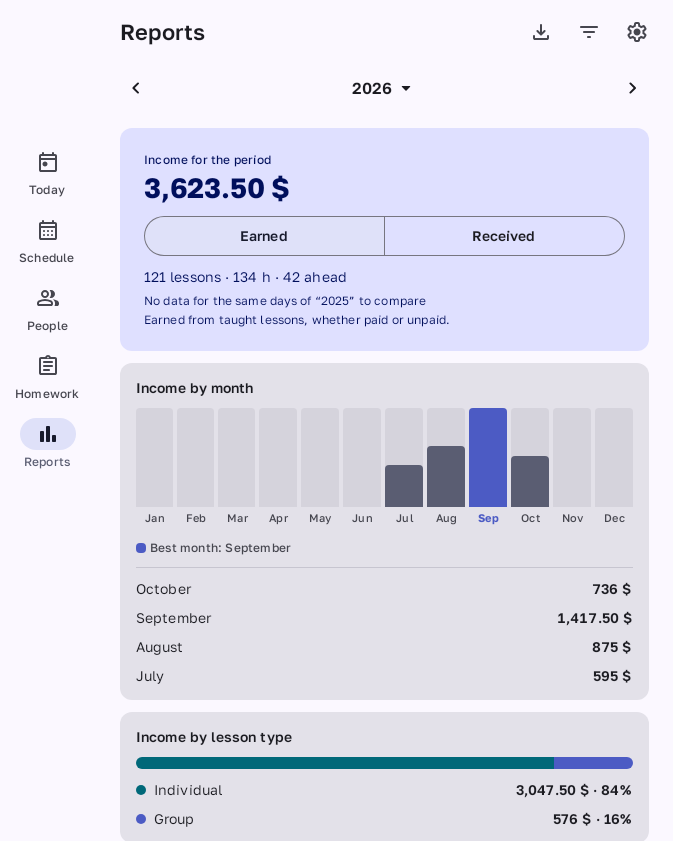 Reports
2026
Today
Schedule
People
Homework
Reports
Income for the period
3,623.50 $
Earned
Received
121 lessons · 134 h · 42 ahead
No data for the same days of “2025” to compare
Earned from taught lessons, whether paid or unpaid.
Income by month
Jan Feb Mar Apr May Jun Jul Aug Sep Oct Nov Dec
Best month: September
October 736 $
September 1,417.50 $
August 875 $
July 595 $
Income by lesson type
Individual 3,047.50 $ · 84%
Group 576 $ · 16%